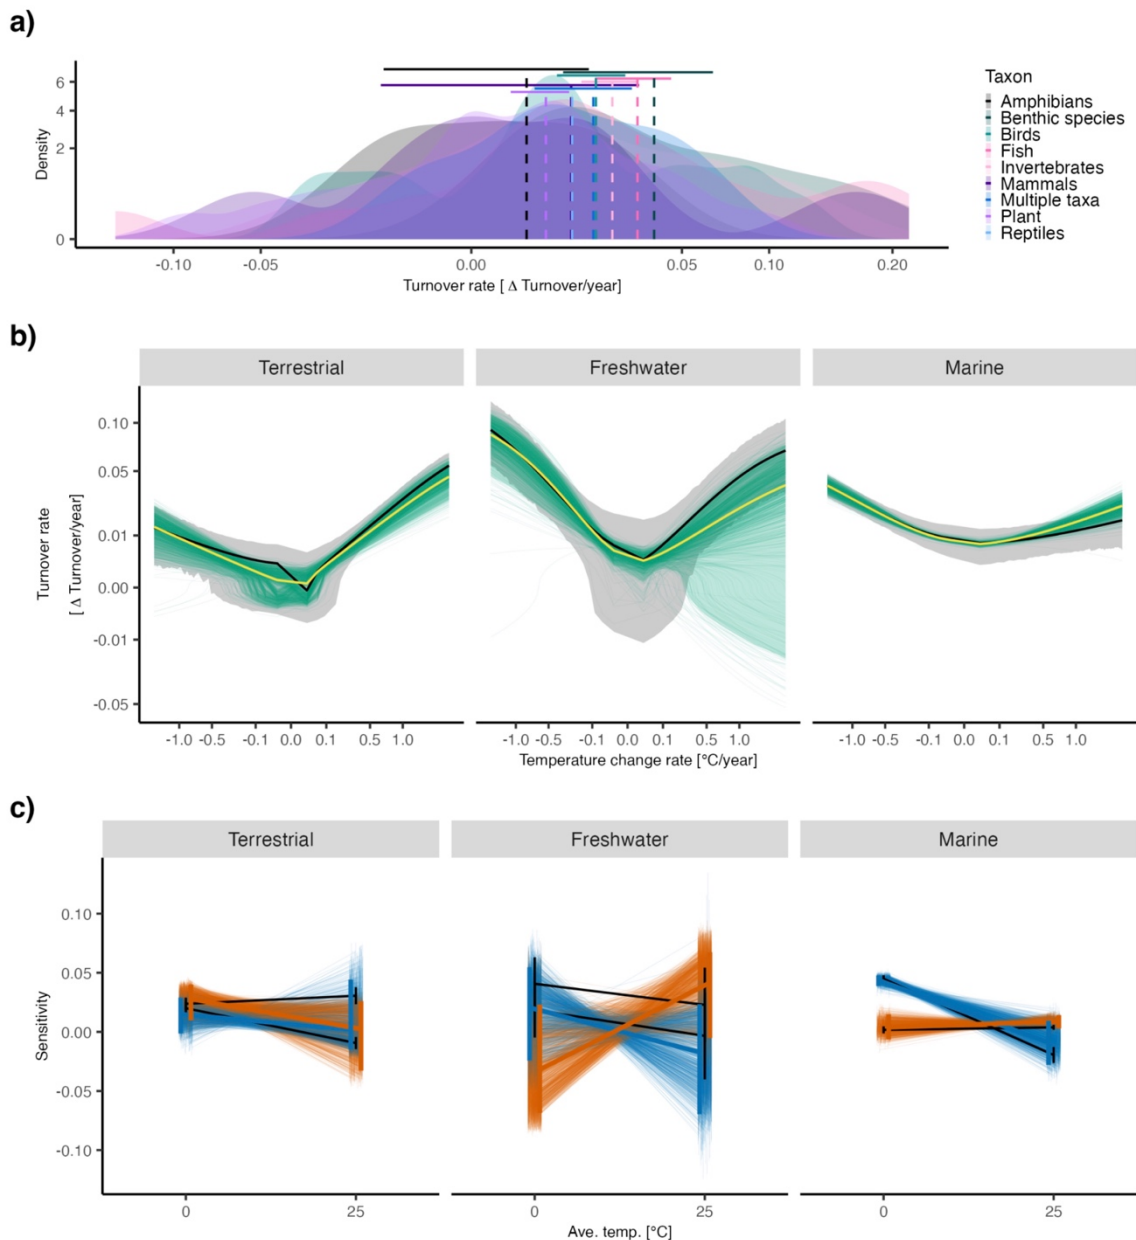 a)
6
4
2
0
Density
-0.10 -0.05 0.00 0.05 0.10 0.20
Turnover rate [ Δ Turnover/year]
Taxon
Amphibians
Benthic species
Birds
Fish
Invertebrates
Mammals
Multiple taxa
Plant
Reptiles
b)
Terrestrial Freshwater Marine
0.10
0.05
0.01
0.00
-0.01
-0.05
Turnover rate
[ Δ Turnover/year]
-1.0 -0.5 -0.1 0.0 0.1 0.5 1.0 -1.0 -0.5 -0.1 0.0 0.1 0.5 1.0 -1.0 -0.5 -0.1 0.0 0.1 0.5 1.0
Temperature change rate [°C/year]
c)
Terrestrial Freshwater Marine
0.10
0.05
0.00
-0.05
-0.10
Sensitivity
0 25 0 25 0 25
Ave. temp. [°C]